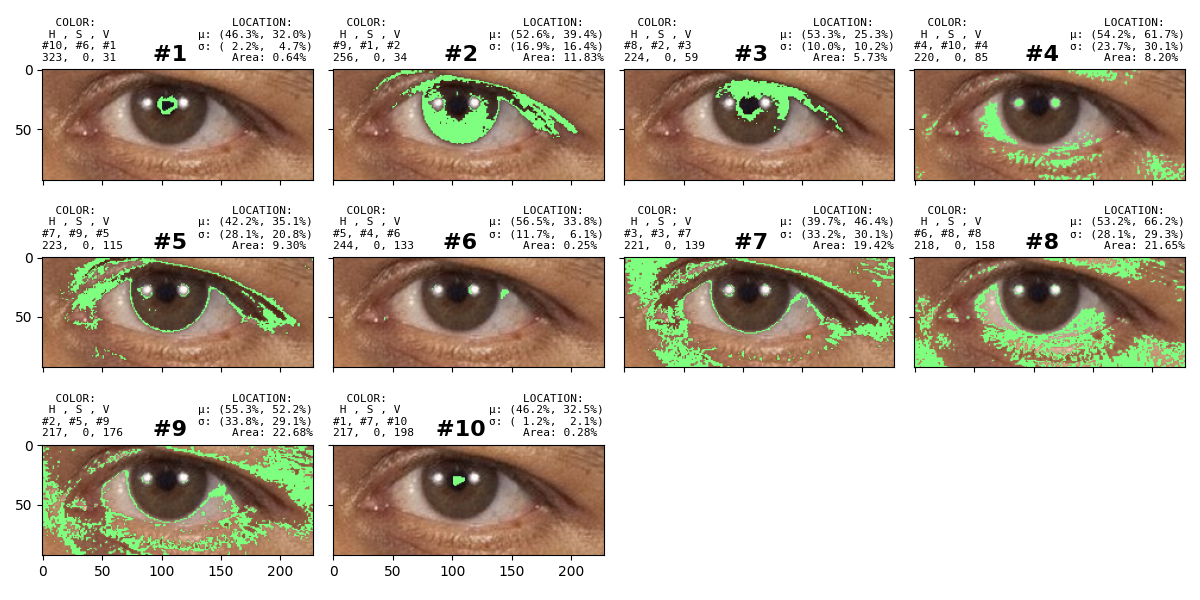 COLOR: LOCATION: COLOR: LOCATION: COLOR: LOCATION: COLOR: LOCATION:
H , S , V μ: (46.3%, 32.0%) H , S , V μ: (52.6%, 39.4%) H , S , V μ: (53.3%, 25.3%) H , S , V μ: (54.2%, 61.7%)
#10, #6, #1 #1 σ: ( 2.2%, 4.7%) #9, #1, #2 #2 σ: (16.9%, 16.4%) #8, #2, #3 #3 σ: (10.0%, 10.2%) #4, #10, #4 #4 σ: (23.7%, 30.1%)
323, 0, 31 Area: 0.64% 256, 0, 34 Area: 11.83% 224, 0, 59 Area: 5.73% 220, 0, 85 Area: 8.20%
0
50
COLOR: LOCATION: COLOR: LOCATION: COLOR: LOCATION: COLOR: LOCATION:
H , S , V μ: (42.2%, 35.1%) H , S , V μ: (56.5%, 33.8%) H , S , V μ: (39.7%, 46.4%) H , S , V μ: (53.2%, 66.2%)
#7, #9, #5 #5 σ: (28.1%, 20.8%) #5, #4, #6 #6 σ: (11.7%, 6.1%) #3, #3, #7 #7 σ: (33.2%, 30.1%) #6, #8, #8 #8 σ: (28.1%, 29.3%)
223, 0, 115 Area: 9.30% 244, 0, 133 Area: 0.25% 221, 0, 139 Area: 19.42% 218, 0, 158 Area: 21.65%
0
50
COLOR: LOCATION: COLOR: LOCATION:
H , S , V μ: (55.3%, 52.2%) H , S , V μ: (46.2%, 32.5%)
#2, #5, #9 #9 σ: (33.8%, 29.1%) #1, #7, #10 #10 σ: ( 1.2%, 2.1%)
217, 0, 176 Area: 22.68% 217, 0, 198 Area: 0.28%
0
50
0 50 100 150 200 0 50 100 150 200